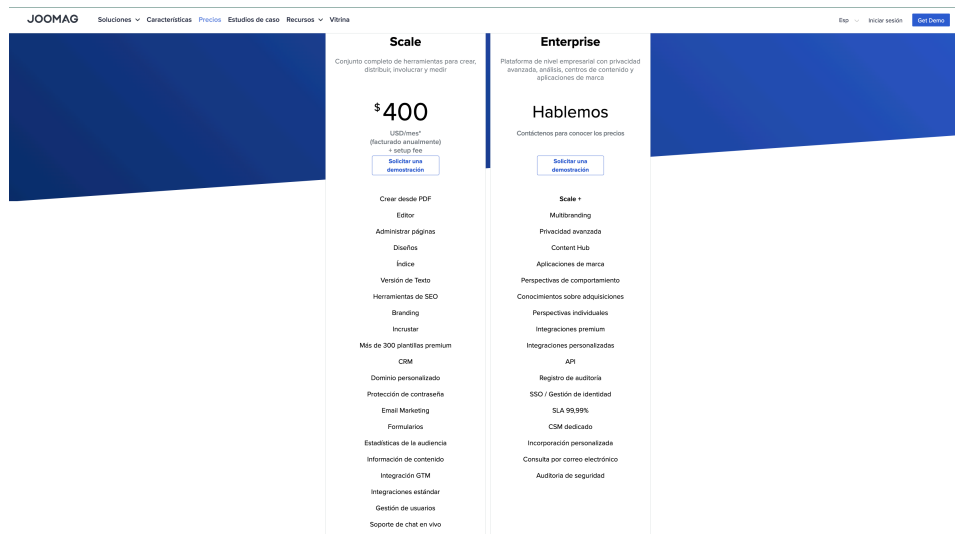 JOOMAG
Soluciones Características Precios Estudios de caso Recursos Vitrina
Esp Iniciar sesión Get Demo
Scale
Conjunto completo de herramientas para crear,
distribuir, involucrar y medir
$400
USD/mes*
(facturado anualmente)
+ setup fee
Solicitar una
demostración
Crear desde PDF
Editor
Administrar páginas
Diseños
Índice
Versión de Texto
Herramientas de SEO
Branding
Incrustar
Más de 300 plantillas premium
CRM
Dominio personalizado
Protección de contraseña
Email Marketing
Formularios
Estadísticas de la audiencia
Información de contenido
Integración GTM
Integraciones estándar
Gestión de usuarios
Soporte de chat en vivo
Enterprise
Plataforma de nivel empresarial con privacidad
avanzada, análisis, centros de contenido y
aplicaciones de marca
Hablemos
Contáctenos para conocer los precios
Solicitar una
demostración
Scale +
Multibranding
Privacidad avanzada
Content Hub
Aplicaciones de marca
Perspectivas de comportamiento
Conocimientos sobre adquisiciones
Perspectivas individuales
Integraciones premium
Integraciones personalizadas
API
Registro de auditoría
SSO / Gestión de identidad
SLA 99,99%
CSM dedicado
Incorporación personalizada
Consulta por correo electrónico
Auditoria de seguridad